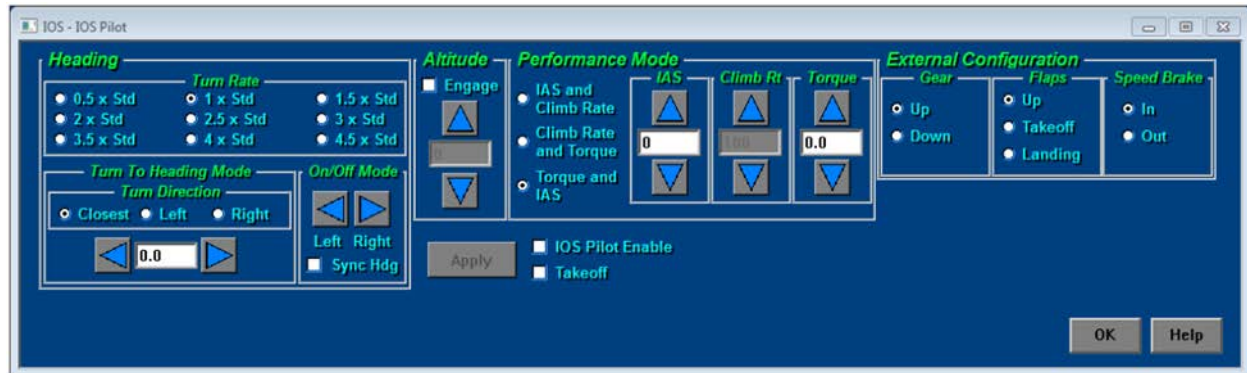 IOS - IOS Pilot
Heading
Turn Rate
0.5 x Std
1 x Std
1.5 x Std
2 x Std
2.5 x Std
3 x Std
3.5 x Std
4 x Std
4.5 x Std
Turn To Heading Mode
Turn Direction
Closest
Left
Right
0.0
On/Off Mode
Left Right
Sync Hdg
Altitude
Engage
0
Performance Mode
IAS and
Climb Rate
Climb Rate
and Torque
Torque and
IAS
IAS
0
Climb Rt
100
Torque
0.0
External Configuration
Gear
Up
Down
Flaps
Up
Takeoff
Landing
Speed Brake
In
Out
Apply
IOS Pilot Enable
Takeoff
OK
Help